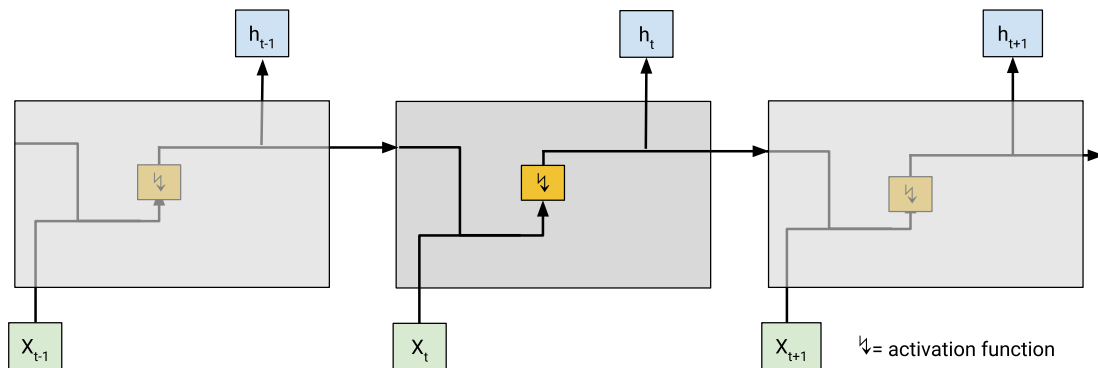 h_{t-1}
h_t
h_{t+1}
↯
↯
↯
X_{t-1}
X_t
X_{t+1}
↯= activation function